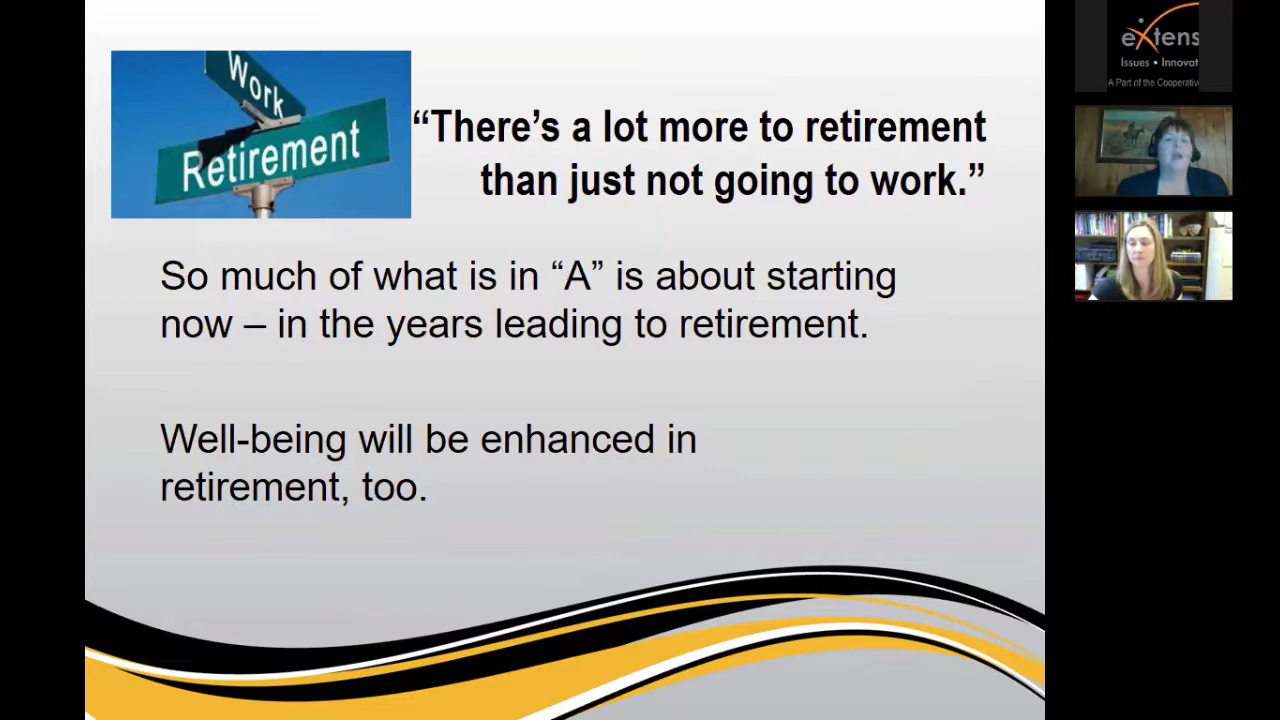 Work
Retirement
“There’s a lot more to retirement
than just not going to work.”
So much of what is in “A” is about starting
now – in the years leading to retirement.
Well-being will be enhanced in
retirement, too.
eXtens
Issues • Innovat
A Part of the Cooperative